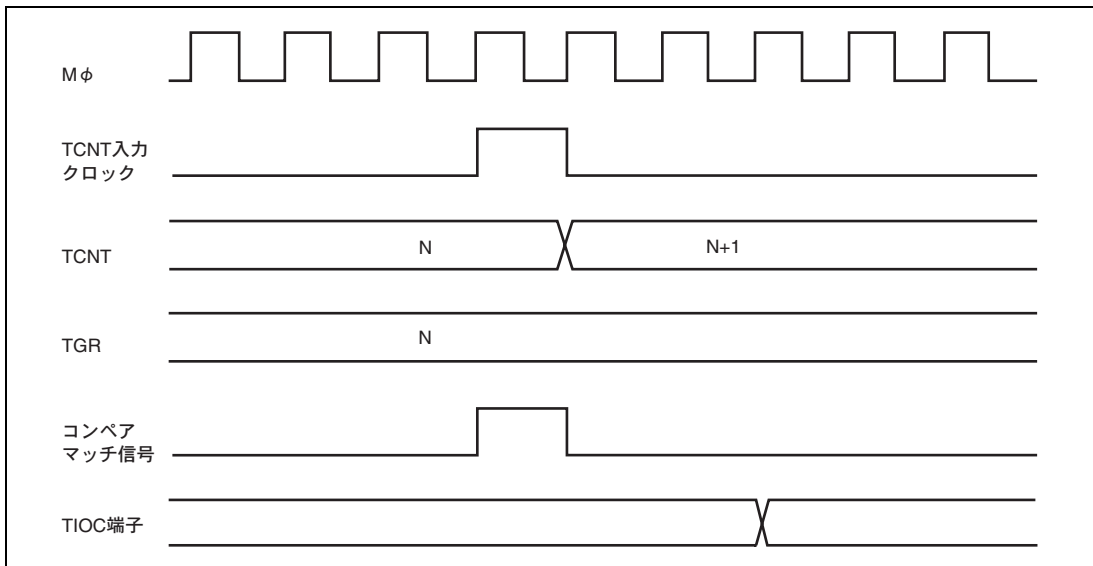 Mφ
TCNT入力
クロック
TCNT
N
N+1
TGR
N
コンペア
マッチ信号
TIOC端子